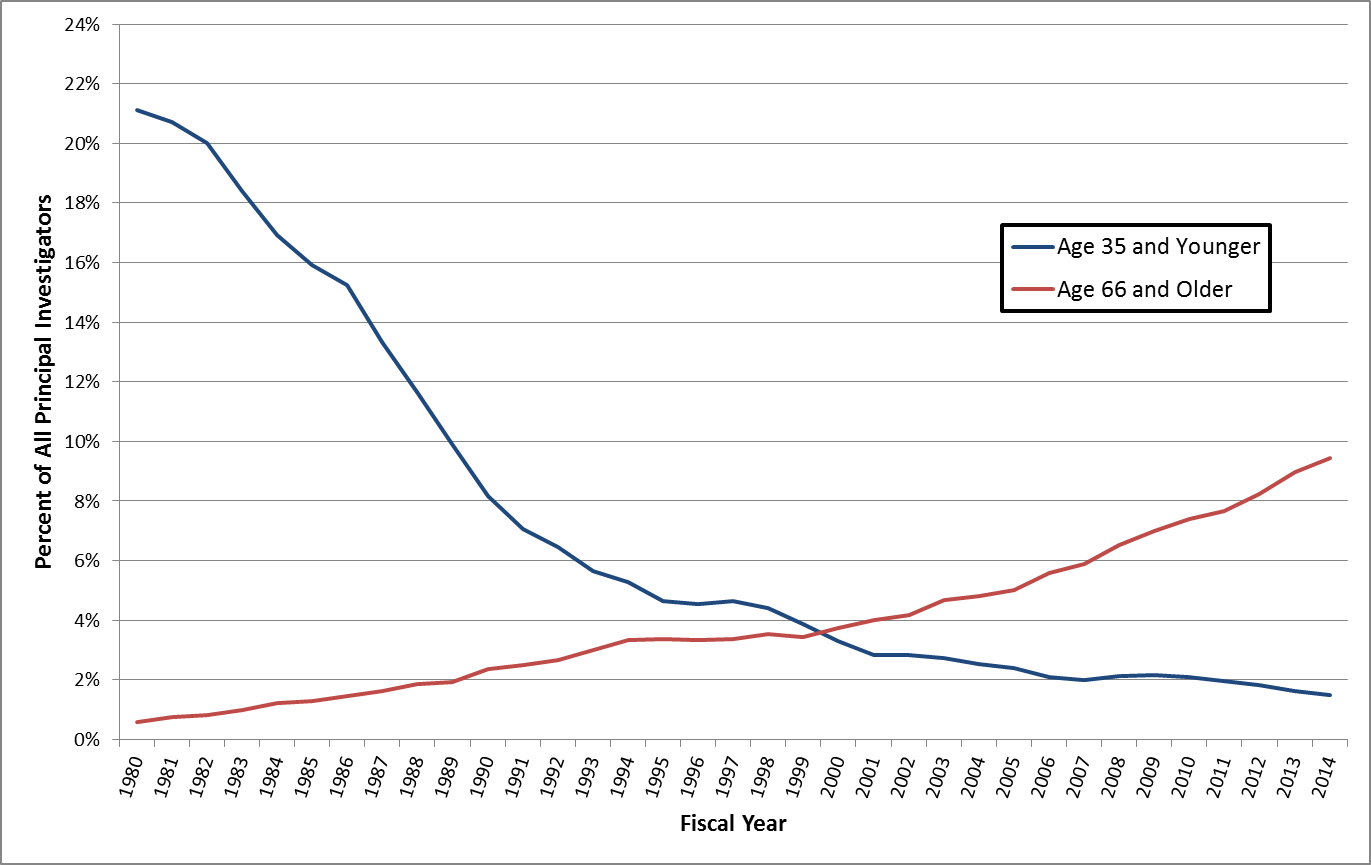 24%
22%
20%
18%
16%
14%
12%
10%
8%
6%
4%
2%
0%
Percent of All Principal Investigators
Age 35 and Younger
Age 66 and Older
1980 1981 1982 1983 1984 1985 1986 1987 1988 1989 1990 1991 1992 1993 1994 1995 1996 1997 1998 1999 2000 2001 2002 2003 2004 2005 2006 2007 2008 2009 2010 2011 2012 2013 2014
Fiscal Year